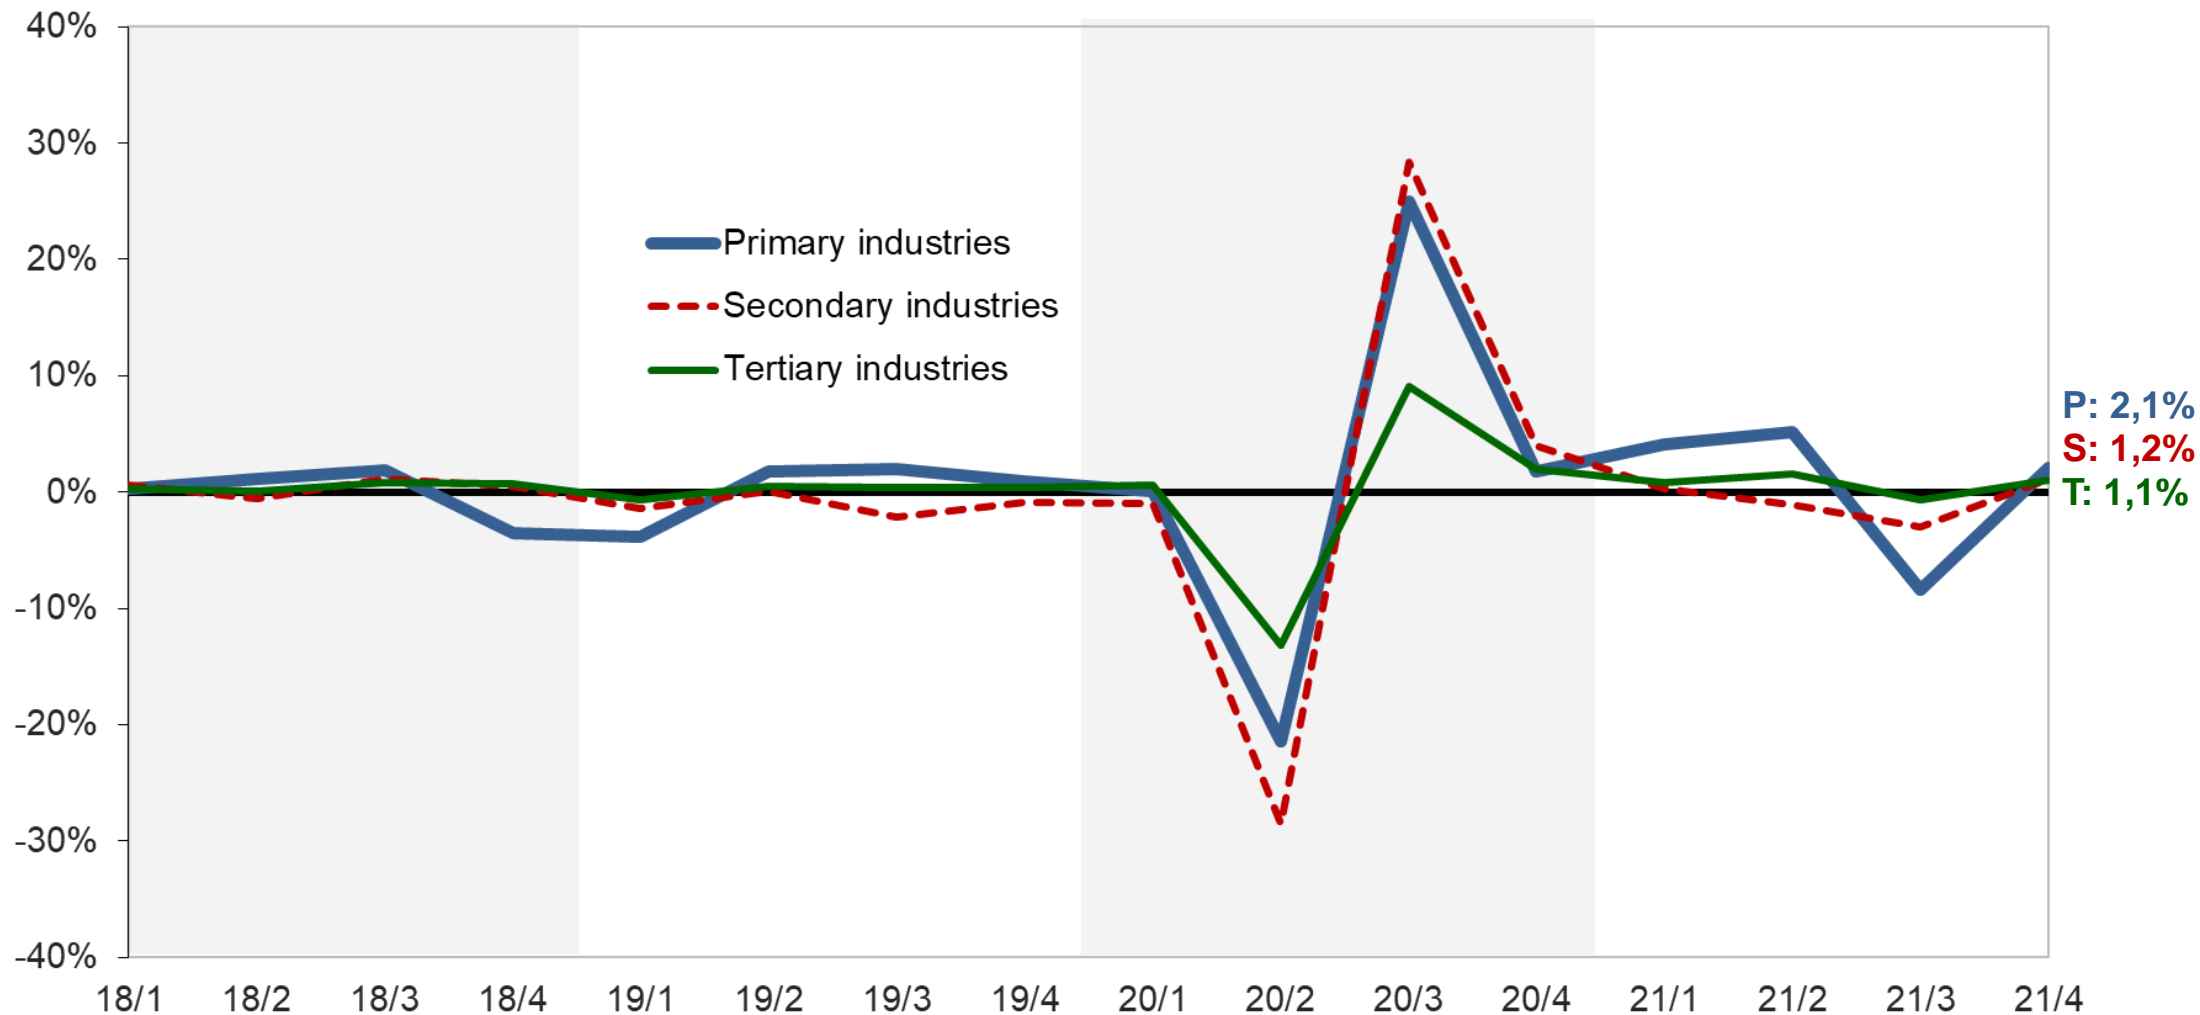 40%
30%
20%
10%
0%
-10%
-20%
-30%
-40%
Primary industries
Secondary industries
Tertiary industries
P: 2,1%
S: 1,2%
T: 1,1%
18/1 18/2 18/3 18/4 19/1 19/2 19/3 19/4 20/1 20/2 20/3 20/4 21/1 21/2 21/3 21/4